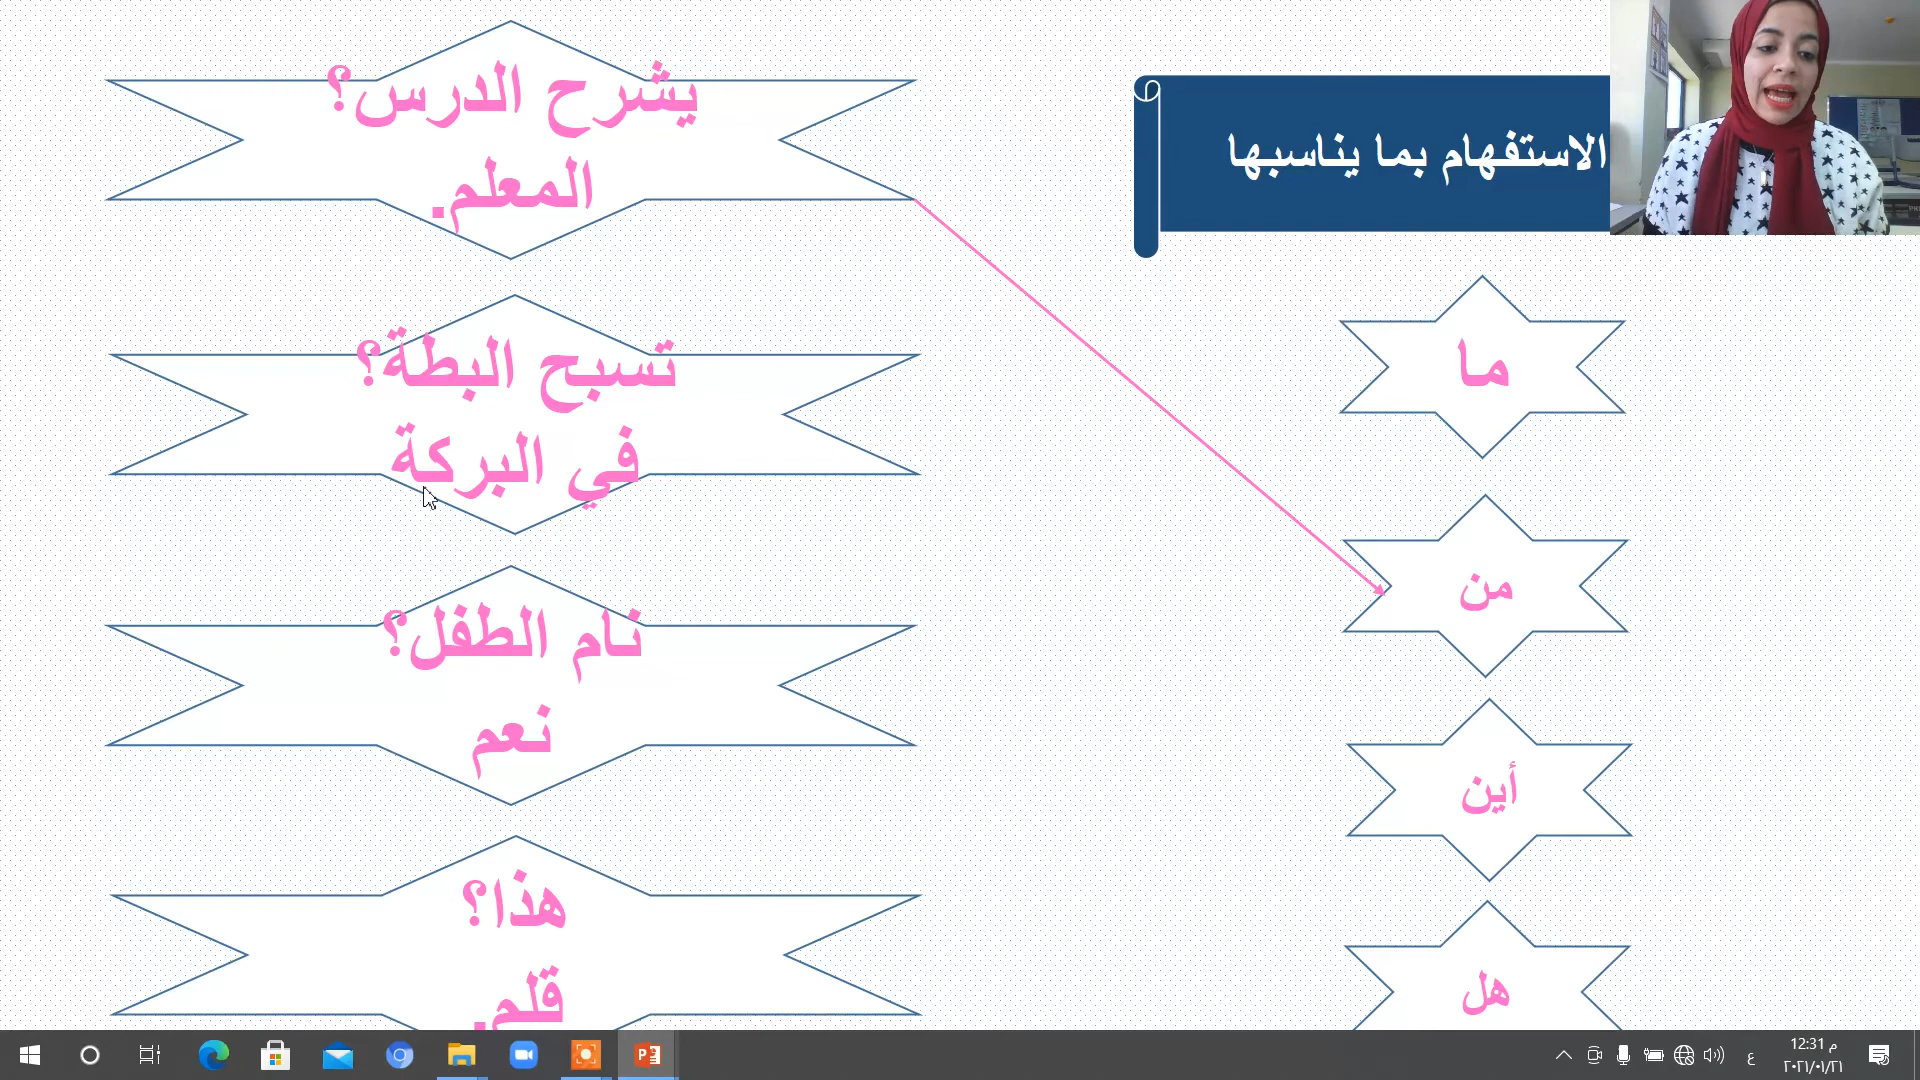 الاستفهام بما يناسبها
ما
من
أين
هل
يشرح الدرس؟
المعلم.
تسبح البطة؟
في البركة
نام الطفل؟
نعم
هذا؟
قلم.
م 12:31
٢٠٢١/٠١/٢١
ع